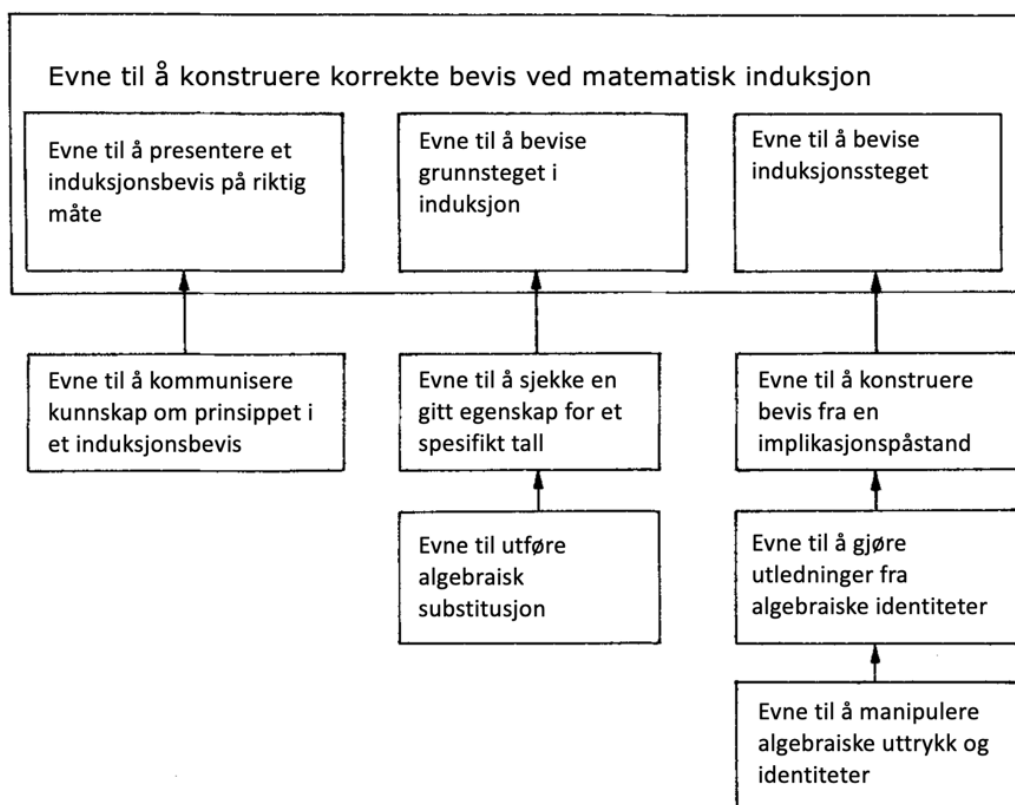 Evne til å konstruere korrekte bevis ved matematisk induksjon
Evne til å presentere et
induksjonsbevis på riktig
måte
Evne til å bevise
grunnsteget i
induksjon
Evne til å bevise
induksjonssteget
Evne til å kommunisere
kunnskap om prinsippet i
et induksjonsbevis
Evne til å sjekke en
gitt egenskap for et
spesifikt tall
Evne til å konstruere
bevis fra en
implikasjonspåstand
Evne til utføre
algebraisk
substitusjon
Evne til å gjøre
utledninger fra
algebraiske identiteter
Evne til å manipulere
algebraiske uttrykk og
identiteter